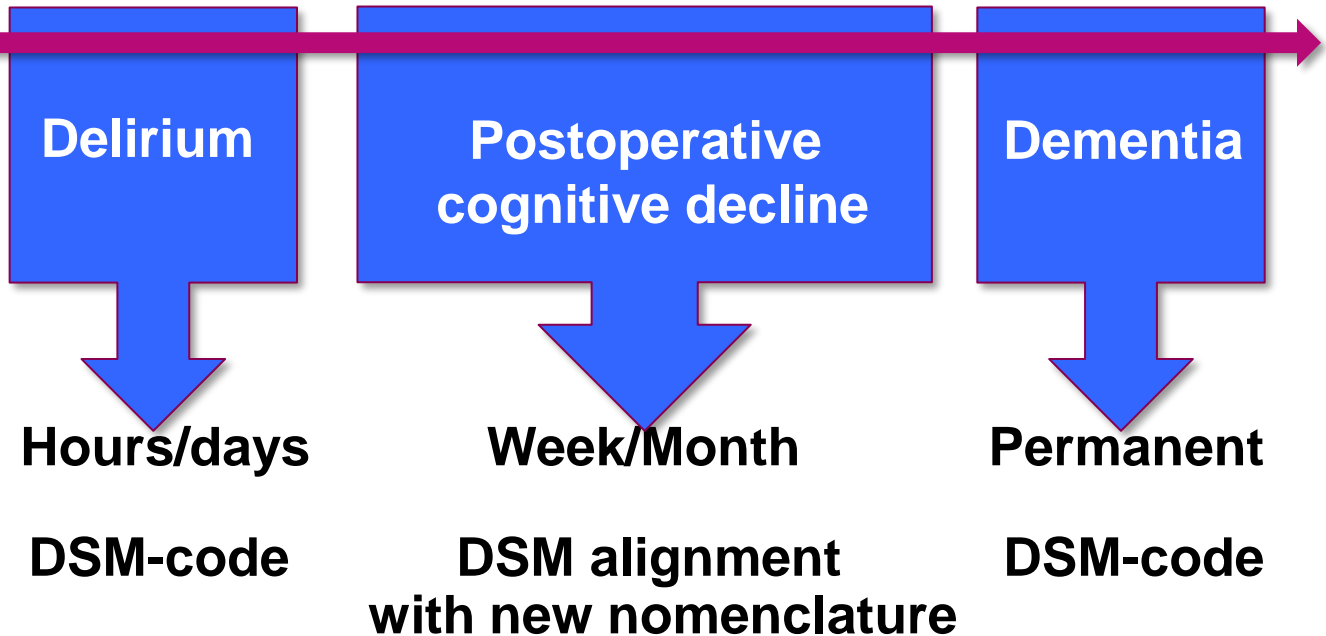 Delirium
Postoperative
cognitive decline
Dementia
Hours/days
Week/Month
Permanent
DSM-code
DSM alignment
with new nomenclature
DSM-code